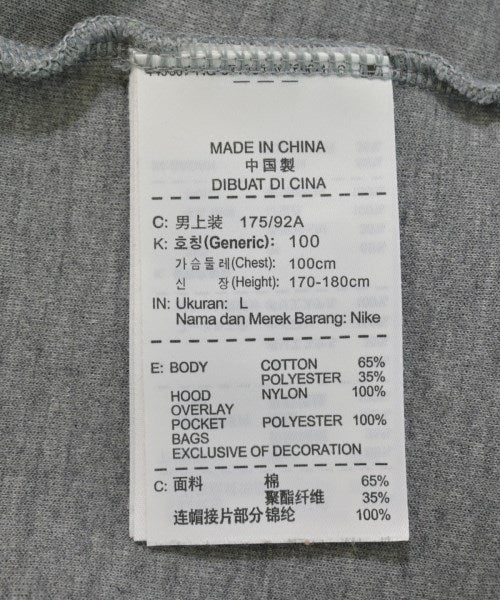 MADE IN CHINA
中国製
DIBUAT DI CINA
C: 男上装 175/92A
K: 호칭(Generic): 100
가슴둘레(Chest): 100cm
신 장(Height): 170-180cm
IN: Ukuran: L
Nama dan Merek Barang: Nike
E: BODY COTTON 65%
POLYESTER 35%
HOOD NYLON 100%
OVERLAY
POCKET POLYESTER 100%
BAGS
EXCLUSIVE OF DECORATION
C: 面料 棉 65%
聚酯纤维 35%
连帽接片部分 锦纶 100%